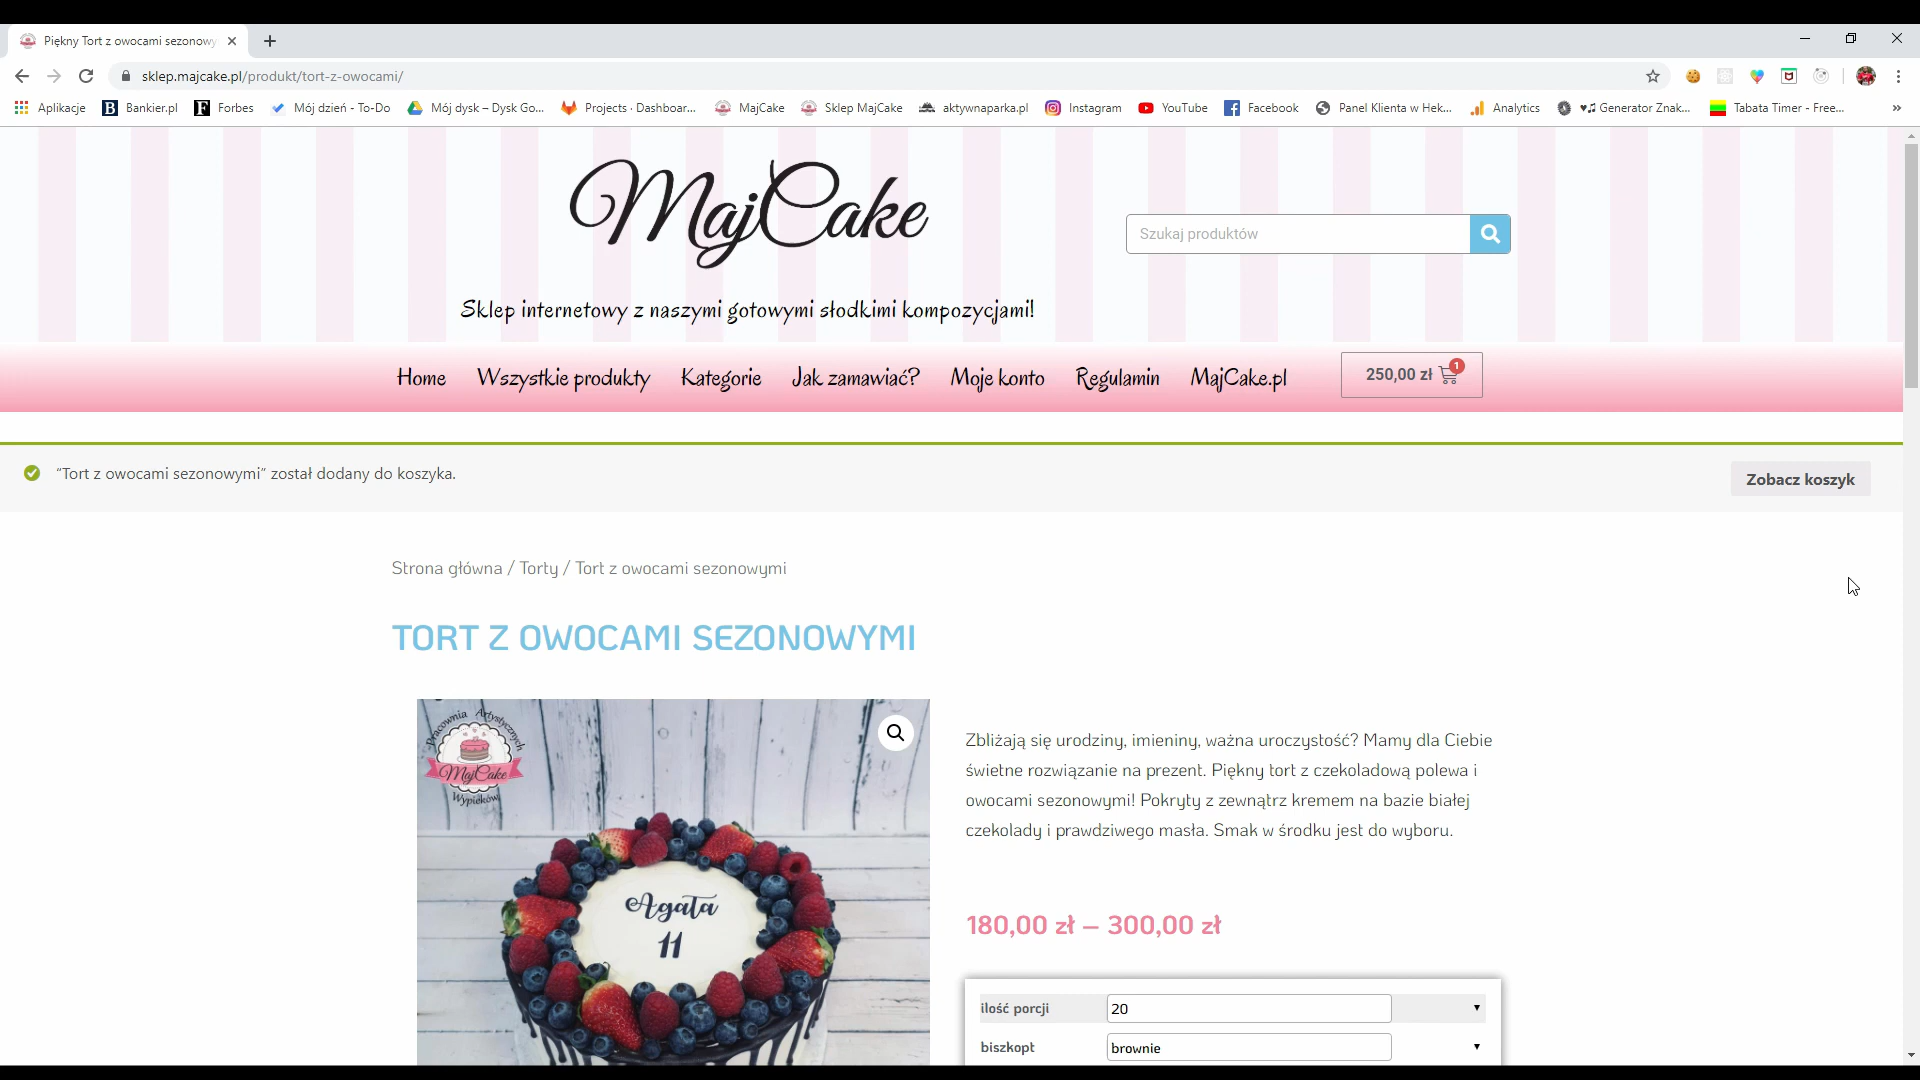 Piękny Tort z owocami sezonowy
sklep.majcake.pl/produkt/tort-z-owocami/
Aplikacje Bankier.pl Forbes Mój dzień - To-Do Mój dysk – Dysk Go... Projects · Dashboar... MajCake Sklep MajCake aktywnaparka.pl Instagram YouTube Facebook Panel Klienta w Hek... Analytics ♥♫ Generator Znak... Tabata Timer - Free... »
MajCake
Szukaj produktów
Sklep internetowy z naszymi gotowymi słodkimi kompozycjami!
Home Wszystkie produkty Kategorie Jak zamawiać? Moje konto Regulamin MajCake.pl 250,00 zł 1
“Tort z owocami sezonowymi” został dodany do koszyka. Zobacz koszyk
Strona główna / Torty / Tort z owocami sezonowymi
TORT Z OWOCAMI SEZONOWYMI
Pracownia Artystycznych
MajCake
Wypieków
Agata
11
Zbliżają się urodziny, imieniny, ważna uroczystość? Mamy dla Ciebie
świetne rozwiązanie na prezent. Piękny tort z czekoladową polewa i
owocami sezonowymi! Pokryty z zewnątrz kremem na bazie białej
czekolady i prawdziwego masła. Smak w środku jest do wyboru.
180,00 zł – 300,00 zł
ilość porcji 20
biszkopt brownie